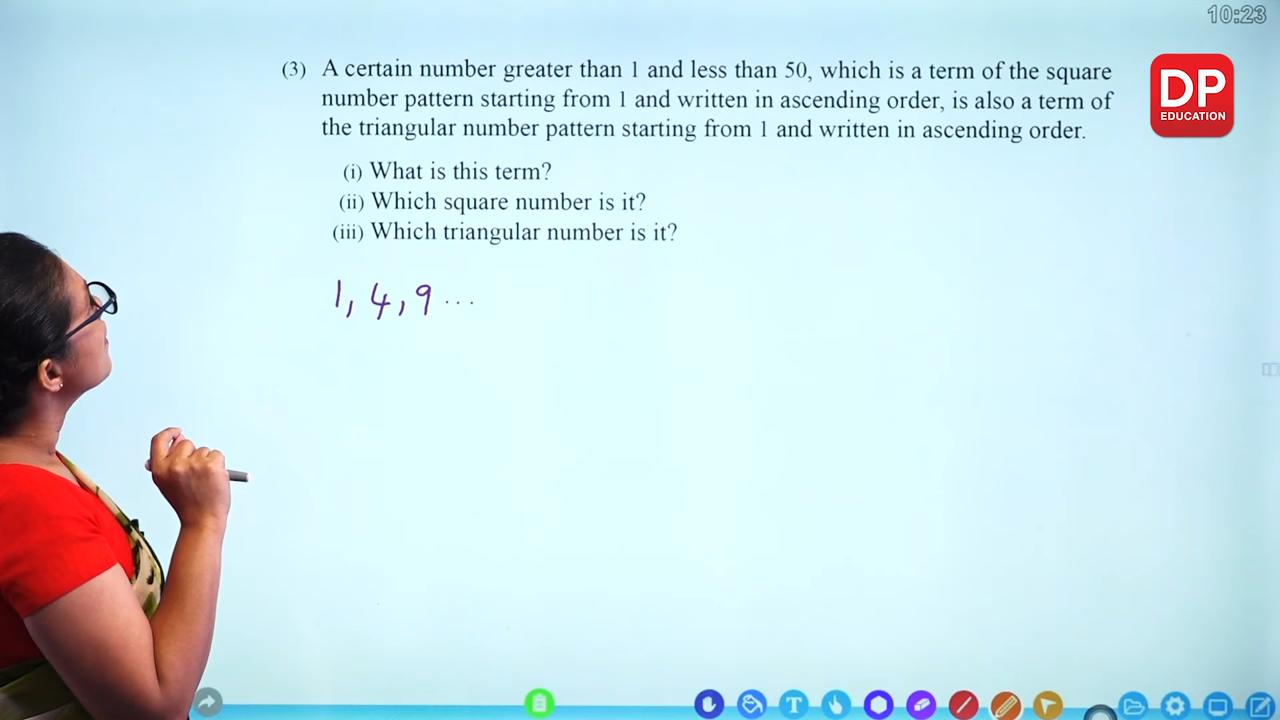 10:23
(3) A certain number greater than 1 and less than 50, which is a term of the square
number pattern starting from 1 and written in ascending order, is also a term of
the triangular number pattern starting from 1 and written in ascending order.
(i) What is this term?
(ii) Which square number is it?
(iii) Which triangular number is it?
1, 4, 9 ...
DP
EDUCATION
T